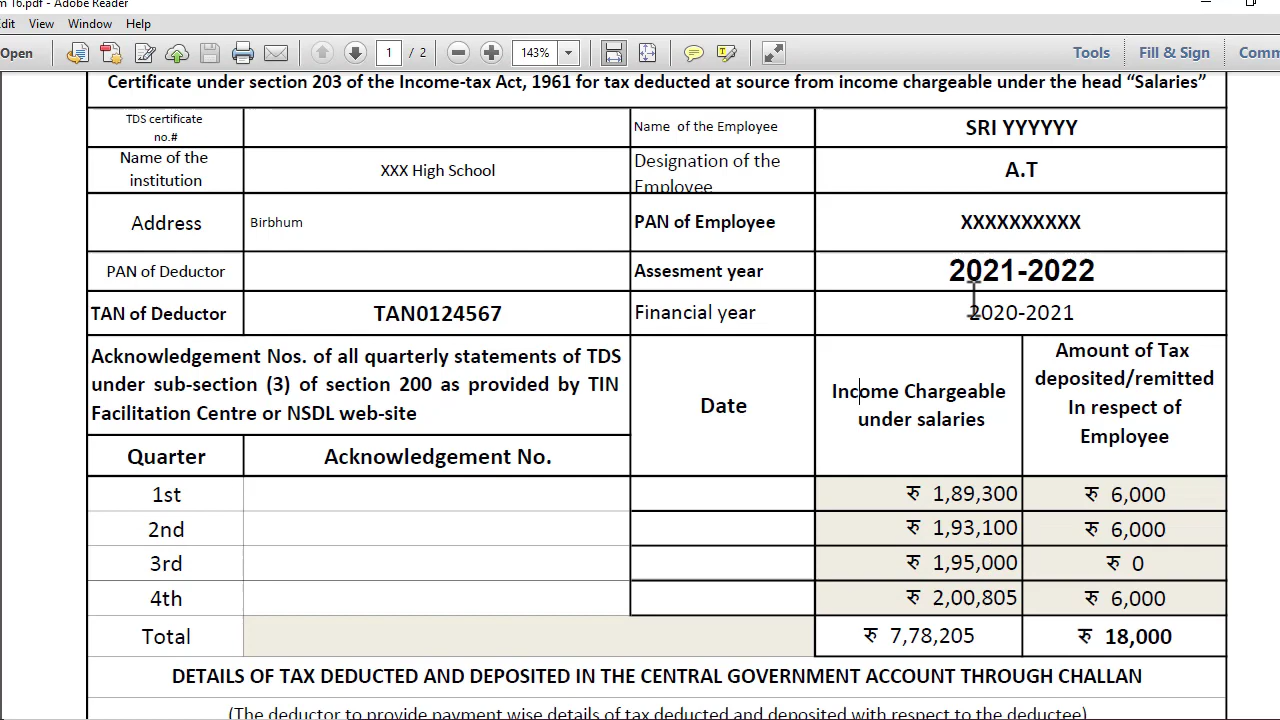 m 16.pdf - Adobe Reader
dit View Window Help
Open 1 / 2 143% Tools Fill & Sign Comm
Certificate under section 203 of the Income-tax Act, 1961 for tax deducted at source from income chargeable under the head “Salaries”
TDS certificate
no.#
Name of the Employee
SRI YYYYYY
Name of the
institution
XXX High School
Designation of the
Employee
A.T
Address
Birbhum
PAN of Employee
XXXXXXXXXX
PAN of Deductor
Assesment year
2021-2022
TAN of Deductor
TAN0124567
Financial year
2020-2021
Acknowledgement Nos. of all quarterly statements of TDS
under sub-section (3) of section 200 as provided by TIN
Facilitation Centre or NSDL web-site
Date
Income Chargeable
under salaries
Amount of Tax
deposited/remitted
In respect of
Employee
Quarter
Acknowledgement No.
1st रु 1,89,300 रु 6,000
2nd रु 1,93,100 रु 6,000
3rd रु 1,95,000 रु 0
4th रु 2,00,805 रु 6,000
Total रु 7,78,205 रु 18,000
DETAILS OF TAX DEDUCTED AND DEPOSITED IN THE CENTRAL GOVERNMENT ACCOUNT THROUGH CHALLAN
(The deductor to provide payment wise details of tax deducted and deposited with respect to the deductee)